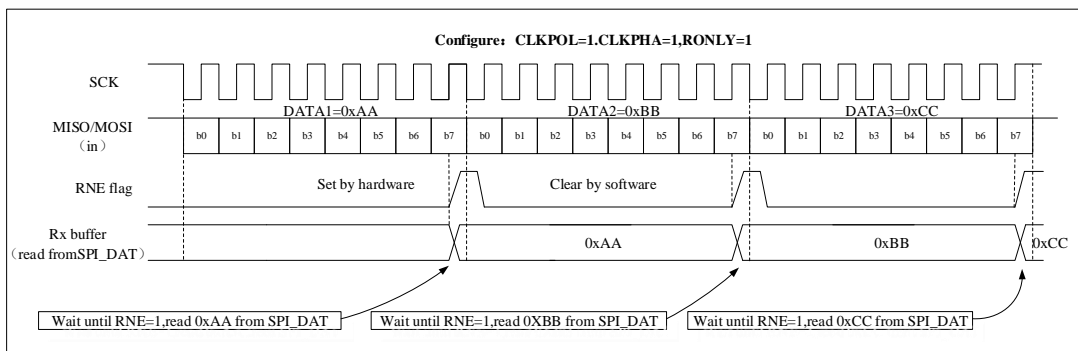 Configure：CLKPOL=1.CLKPHA=1,RONLY=1
SCK
DATA1=0xAA DATA2=0xBB DATA3=0xCC
MISO/MOSI
（in）
b0 b1 b2 b3 b4 b5 b6 b7 b0 b1 b2 b3 b4 b5 b6 b7 b0 b1 b2 b3 b4 b5 b6 b7
RNE flag
Set by hardware Clear by software
Rx buffer
（read fromSPI_DAT）
0xAA 0xBB 0xCC
Wait until RNE=1,read 0xAA from SPI_DAT Wait until RNE=1,read 0XBB from SPI_DAT Wait until RNE=1,read 0xCC from SPI_DAT